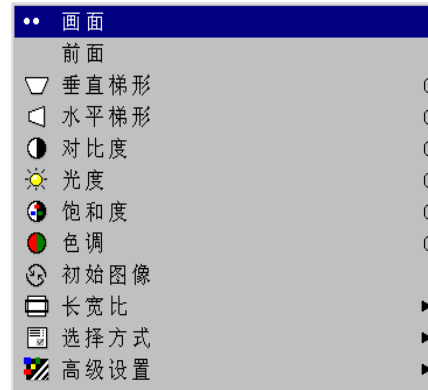 画面
前面
垂直梯形
水平梯形
对比度
光度
饱和度
色调
初始图像
长宽比
选择方式
高级设置